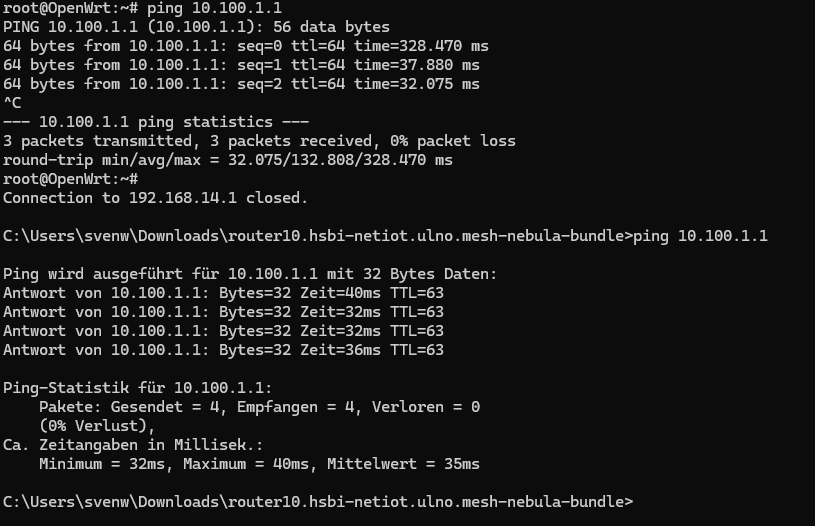 root@OpenWrt:~# ping 10.100.1.1
PING 10.100.1.1 (10.100.1.1): 56 data bytes
64 bytes from 10.100.1.1: seq=0 ttl=64 time=328.470 ms
64 bytes from 10.100.1.1: seq=1 ttl=64 time=37.880 ms
64 bytes from 10.100.1.1: seq=2 ttl=64 time=32.075 ms
^C
--- 10.100.1.1 ping statistics ---
3 packets transmitted, 3 packets received, 0% packet loss
round-trip min/avg/max = 32.075/132.808/328.470 ms
root@OpenWrt:~#
Connection to 192.168.14.1 closed.
C:\Users\svenw\Downloads\router10.hsbi-netiot.ulno.mesh-nebula-bundle>ping 10.100.1.1
Ping wird ausgeführt für 10.100.1.1 mit 32 Bytes Daten:
Antwort von 10.100.1.1: Bytes=32 Zeit=40ms TTL=63
Antwort von 10.100.1.1: Bytes=32 Zeit=32ms TTL=63
Antwort von 10.100.1.1: Bytes=32 Zeit=32ms TTL=63
Antwort von 10.100.1.1: Bytes=32 Zeit=36ms TTL=63
Ping-Statistik für 10.100.1.1:
    Pakete: Gesendet = 4, Empfangen = 4, Verloren = 0
    (0% Verlust),
Ca. Zeitangaben in Millisek.:
    Minimum = 32ms, Maximum = 40ms, Mittelwert = 35ms
C:\Users\svenw\Downloads\router10.hsbi-netiot.ulno.mesh-nebula-bundle>